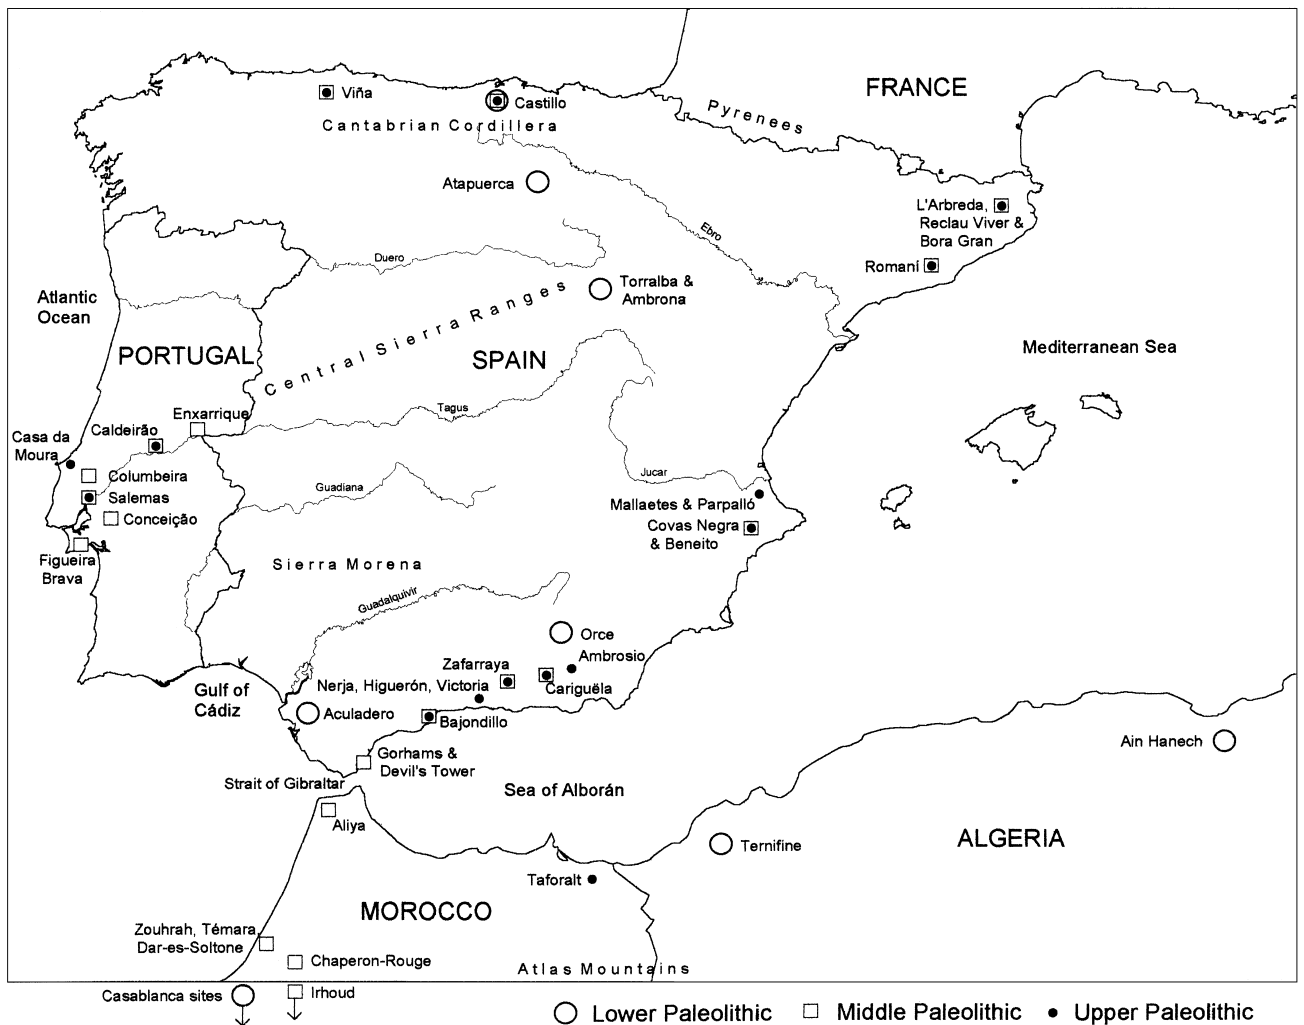 FRANCE
Viña
Castillo
Pyrenees
Cantabrian Cordillera
Atapuerca
L'Arbreda,
Reclau Viver &
Bora Gran
Ebro
Duero
Romaní
Torralba &
Ambrona
Atlantic
Ocean
Central Sierra Ranges
PORTUGAL
SPAIN
Mediterranean Sea
Enxarrique
Tagus
Caldeirão
Casa da
Moura
Columbeira
Jucar
Guadiana
Salemas
Mallaetes & Parpalló
Conceição
Covas Negra
& Beneito
Figueira
Brava
Sierra Morena
Guadalquivir
Orce
Ambrosio
Zafarraya
Nerja, Higuerón, Victoria
Cariguëla
Gulf of
Cádiz
Aculadero
Bajondillo
Ain Hanech
Gorhams &
Devil's Tower
Strait of Gibraltar
Sea of Alborán
Aliya
ALGERIA
Ternifine
Taforalt
MOROCCO
Zouhrah, Témara,
Dar-es-Soltone
Chaperon-Rouge
Atlas Mountains
Casablanca sites
Irhoud
Lower Paleolithic
Middle Paleolithic
Upper Paleolithic